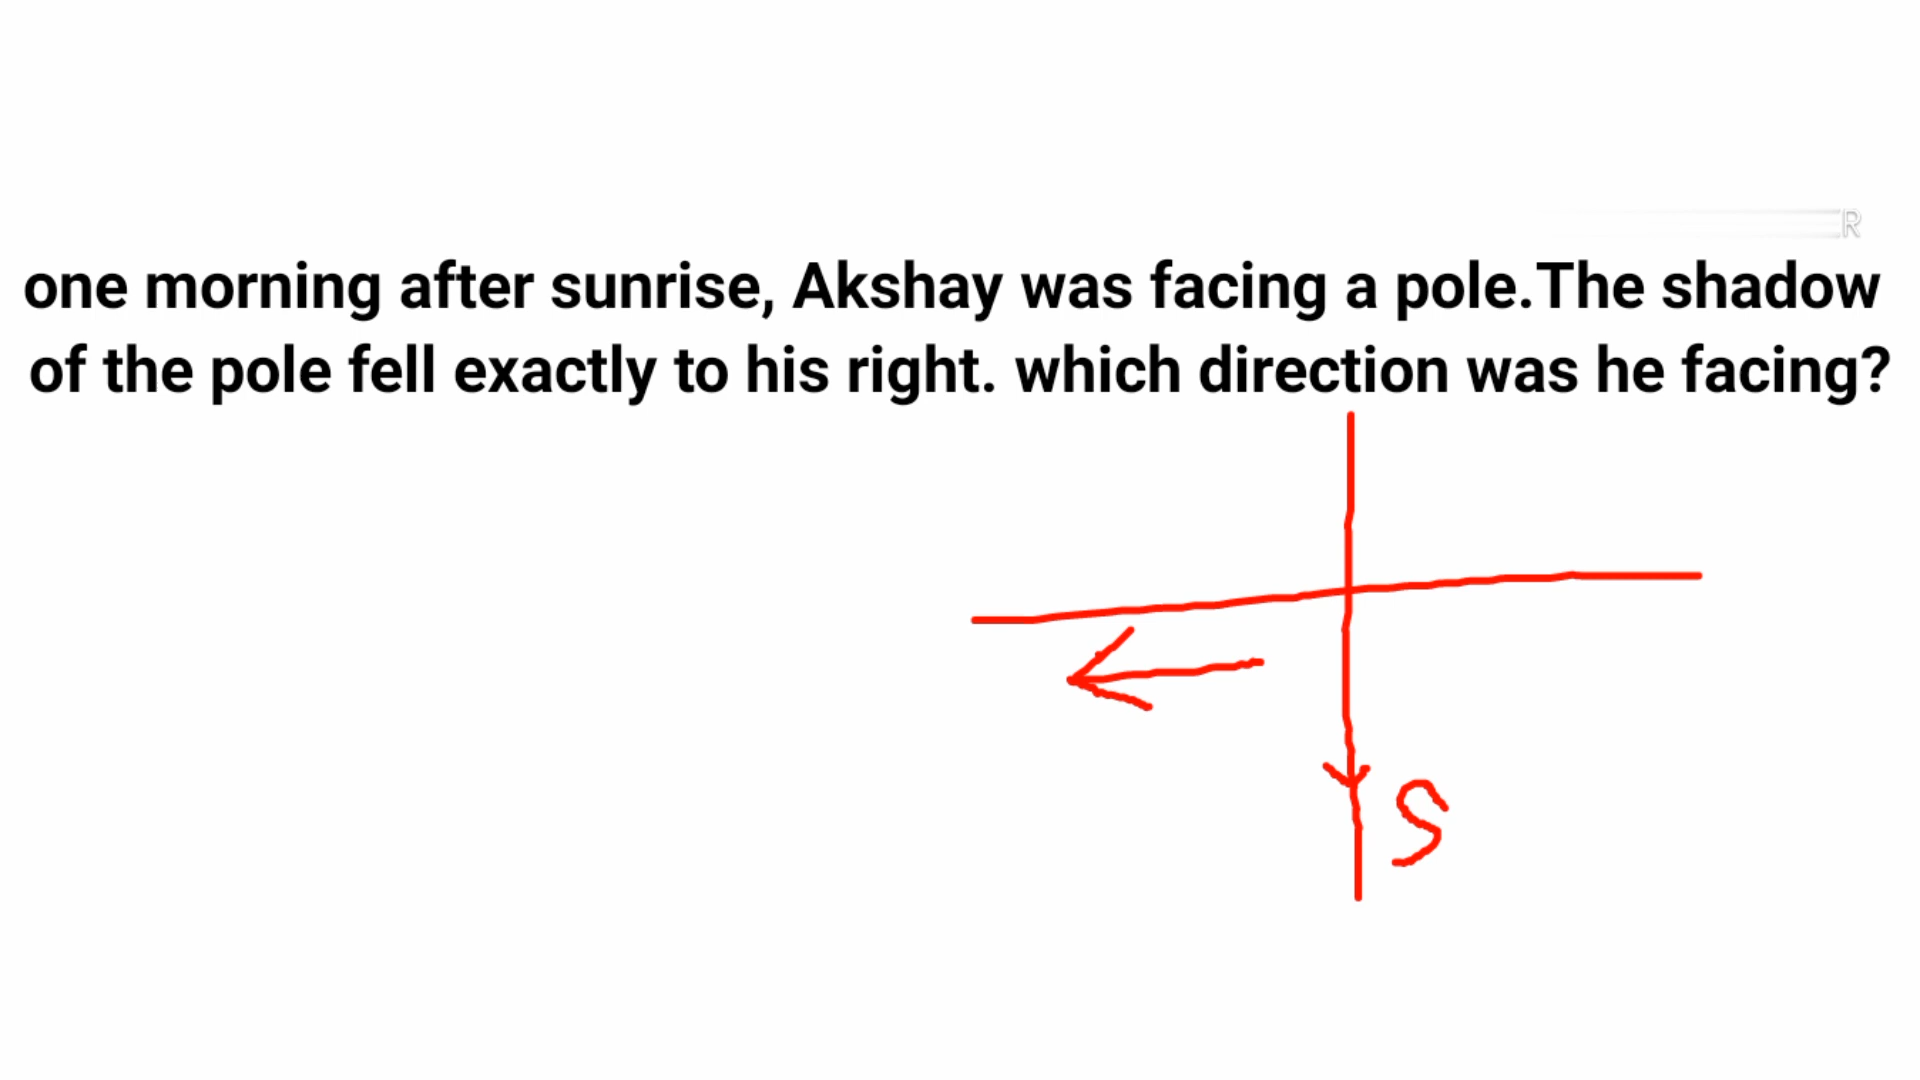 R
one morning after sunrise, Akshay was facing a pole.The shadow
of the pole fell exactly to his right. which direction was he facing?
S